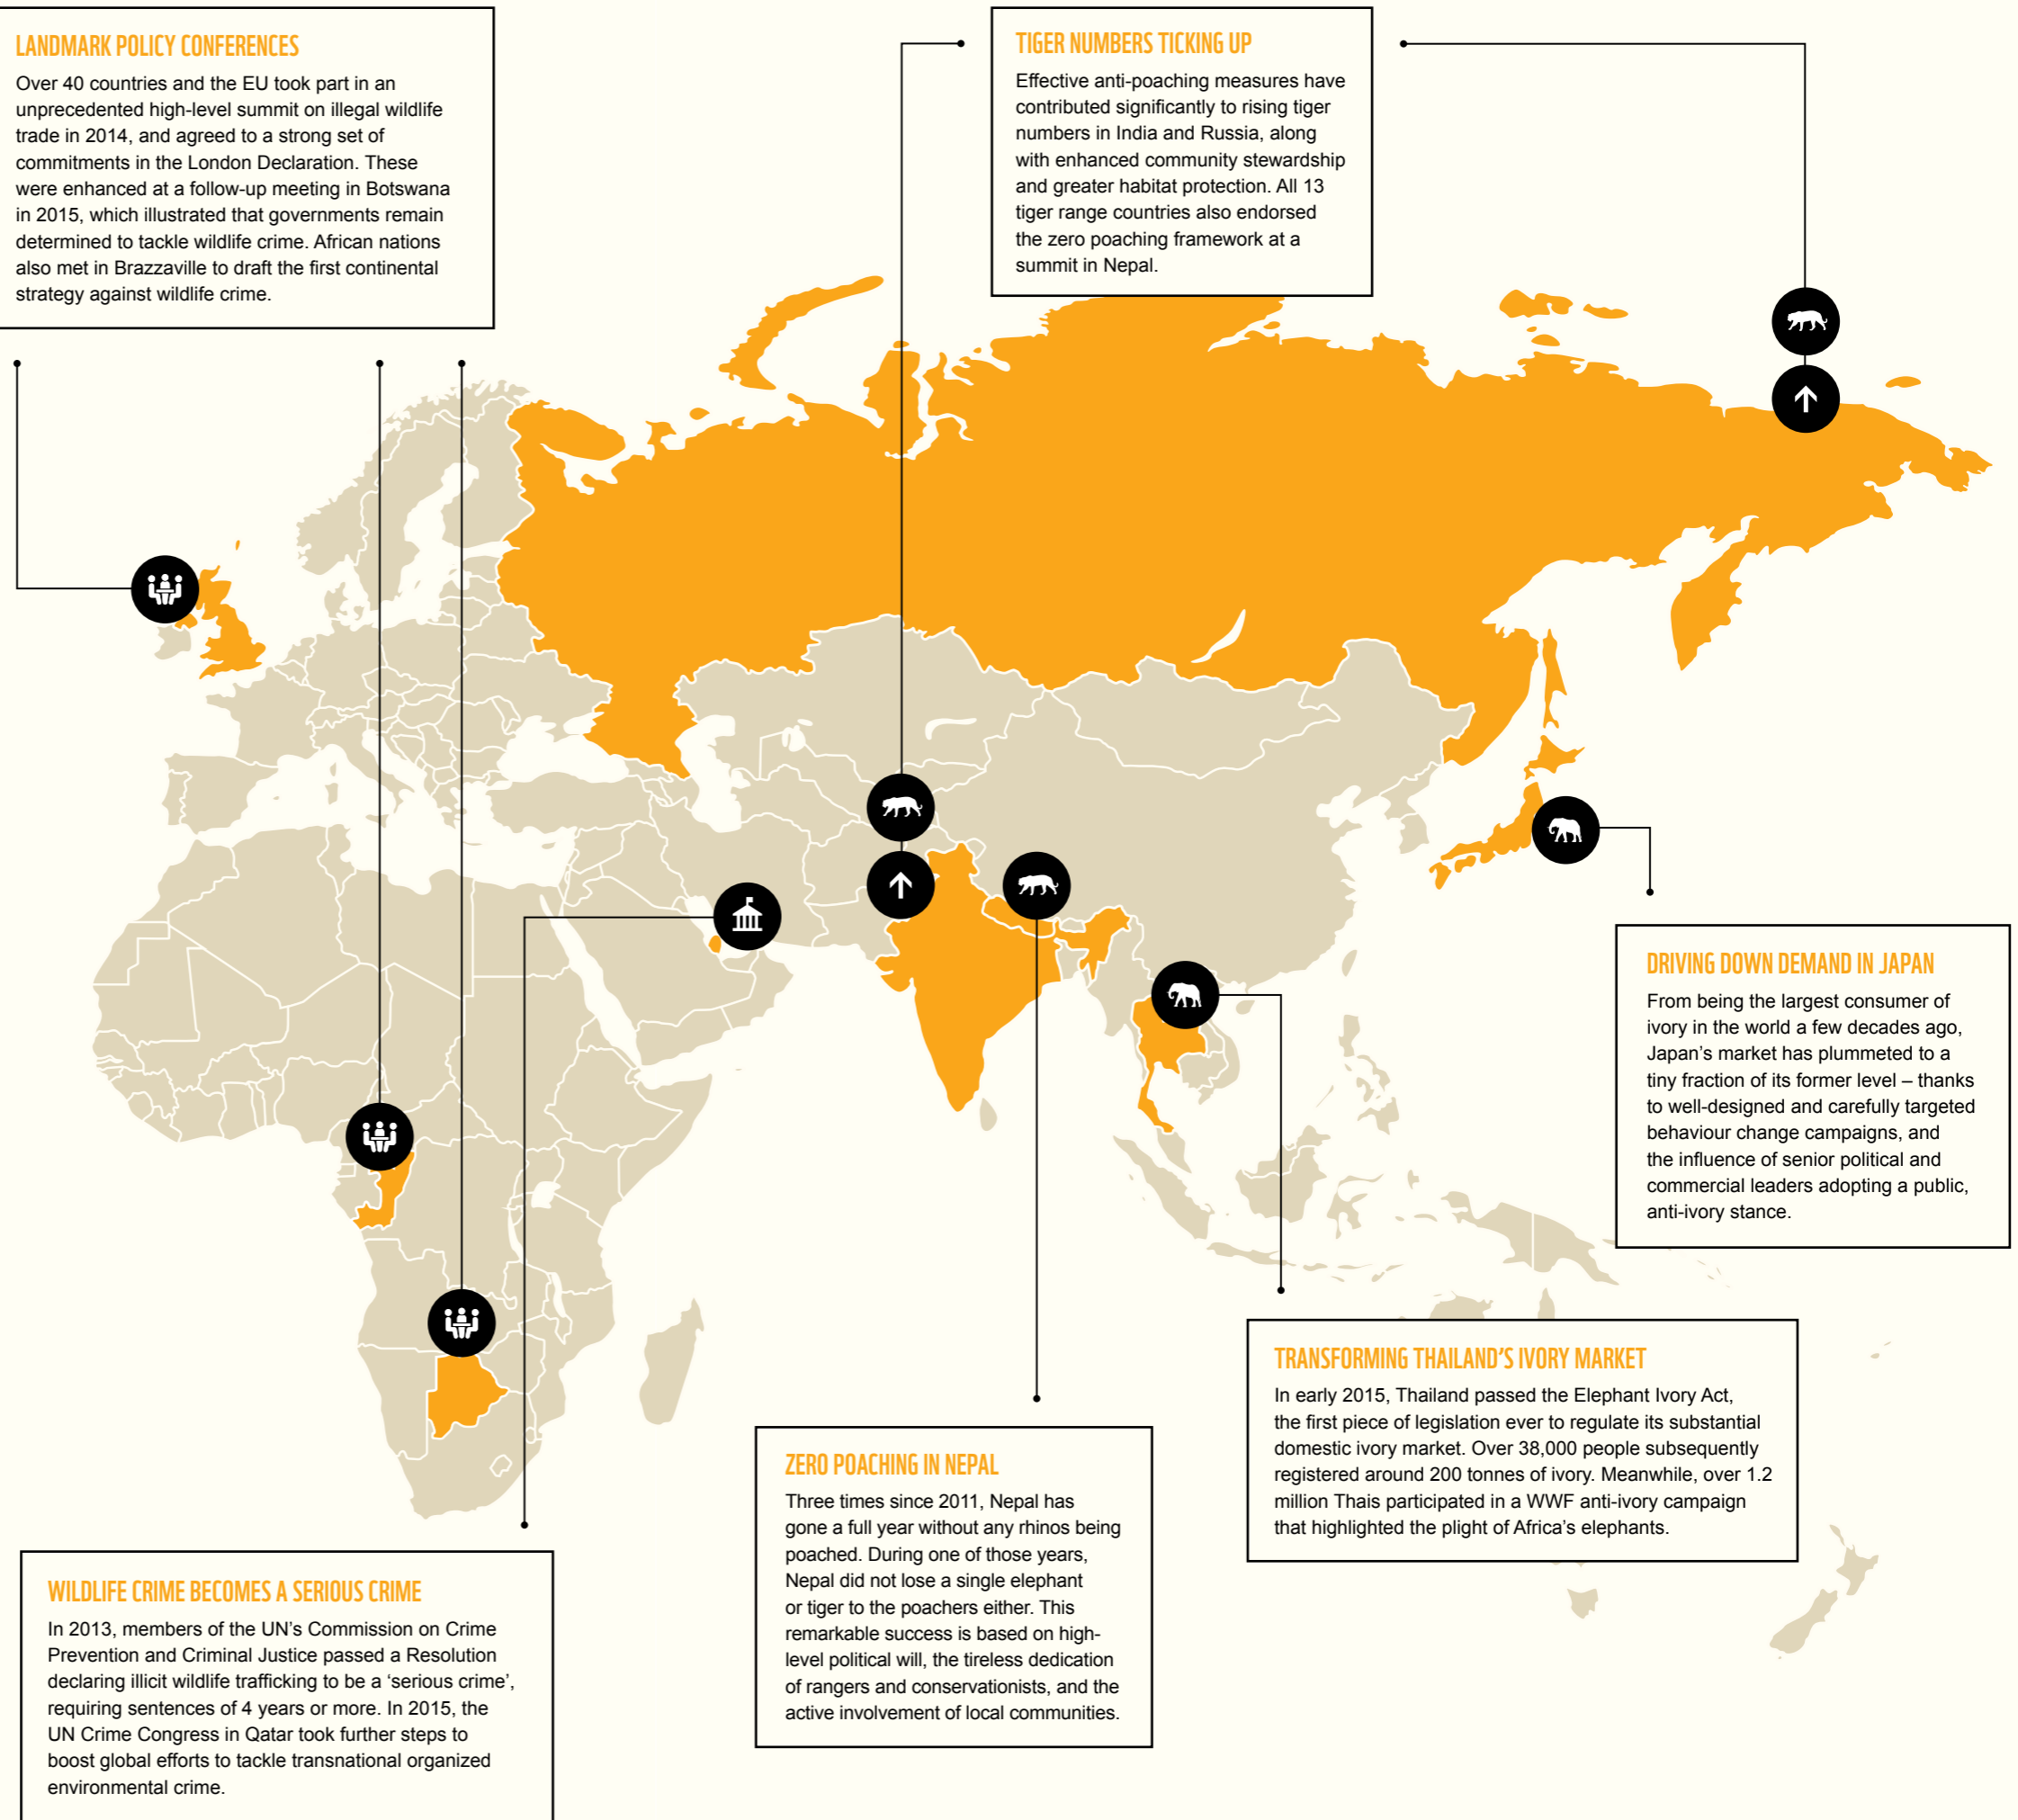 LANDMARK POLICY CONFERENCES
Over 40 countries and the EU took part in an
unprecedented high-level summit on illegal wildlife
trade in 2014, and agreed to a strong set of
commitments in the London Declaration. These
were enhanced at a follow-up meeting in Botswana
in 2015, which illustrated that governments remain
determined to tackle wildlife crime. African nations
also met in Brazzaville to draft the first continental
strategy against wildlife crime.
TIGER NUMBERS TICKING UP
Effective anti-poaching measures have
contributed significantly to rising tiger
numbers in India and Russia, along
with enhanced community stewardship
and greater habitat protection. All 13
tiger range countries also endorsed
the zero poaching framework at a
summit in Nepal.
DRIVING DOWN DEMAND IN JAPAN
From being the largest consumer of
ivory in the world a few decades ago,
Japan's market has plummeted to a
tiny fraction of its former level – thanks
to well-designed and carefully targeted
behaviour change campaigns, and
the influence of senior political and
commercial leaders adopting a public,
anti-ivory stance.
TRANSFORMING THAILAND'S IVORY MARKET
In early 2015, Thailand passed the Elephant Ivory Act,
the first piece of legislation ever to regulate its substantial
domestic ivory market. Over 38,000 people subsequently
registered around 200 tonnes of ivory. Meanwhile, over 1.2
million Thais participated in a WWF anti-ivory campaign
that highlighted the plight of Africa's elephants.
ZERO POACHING IN NEPAL
Three times since 2011, Nepal has
gone a full year without any rhinos being
poached. During one of those years,
Nepal did not lose a single elephant
or tiger to the poachers either. This
remarkable success is based on high-
level political will, the tireless dedication
of rangers and conservationists, and the
active involvement of local communities.
WILDLIFE CRIME BECOMES A SERIOUS CRIME
In 2013, members of the UN's Commission on Crime
Prevention and Criminal Justice passed a Resolution
declaring illicit wildlife trafficking to be a 'serious crime',
requiring sentences of 4 years or more. In 2015, the
UN Crime Congress in Qatar took further steps to
boost global efforts to tackle transnational organized
environmental crime.